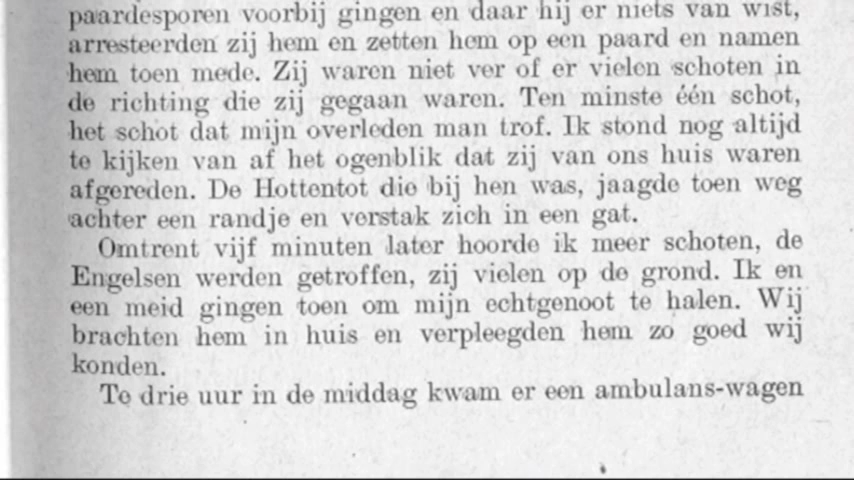 paardesporen voorbij gingen en daar hij er niets van wist,
arresteerden zij hem en zetten hem op een paard en namen
hem toen mede. Zij waren niet ver of er vielen schoten in
de richting die zij gegaan waren. Ten minste één schot,
het schot dat mijn overleden man trof. Ik stond nog altijd
te kijken van af het ogenblik dat zij van ons huis waren
afgereden. De Hottentot die bij hen was, jaagde toen weg
achter een randje en verstak zich in een gat.
Omtrent vijf minuten later hoorde ik meer schoten, de
Engelsen werden getroffen, zij vielen op de grond. Ik en
een meid gingen toen om mijn echtgenoot te halen. Wij
brachten hem in huis en verpleegden hem zo goed wij
konden.
Te drie uur in de middag kwam er een ambulans-wagen